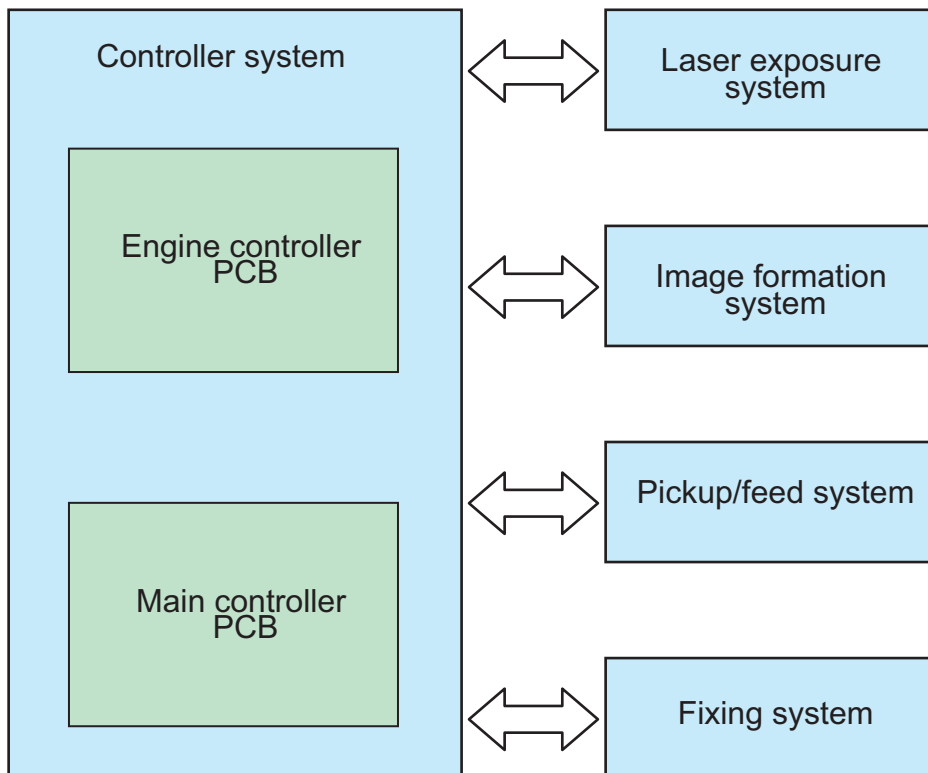 Controller system
Engine controller
PCB
Main controller
PCB
Laser exposure
system
Image formation
system
Pickup/feed system
Fixing system